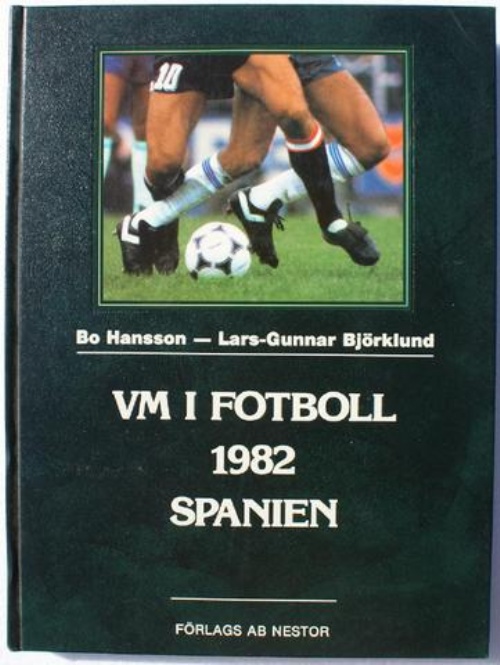 10
Bo Hansson — Lars-Gunnar Björklund
VM I FOTBOLL
1982
SPANIEN
FÖRLAGS AB NESTOR